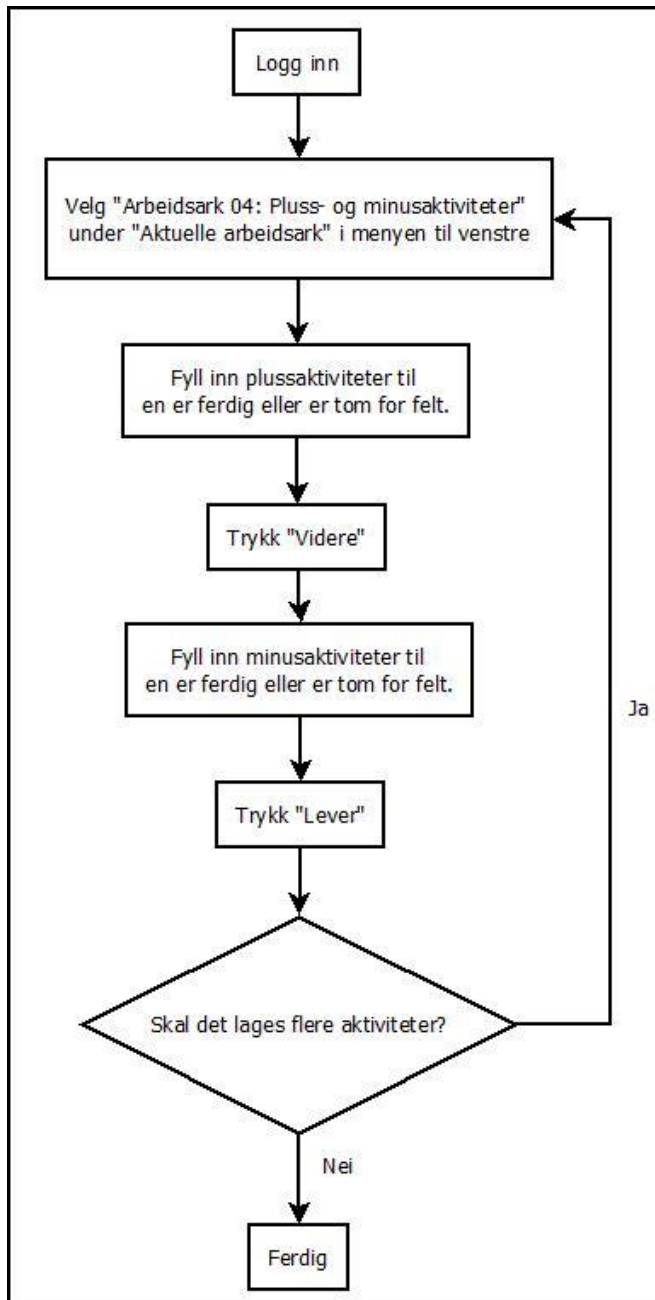 Logg inn
Velg "Arbeidsark 04: Pluss- og minusaktiviteter"
under "Aktuelle arbeidsark" i menyen til venstre
Fyll inn plussaktiviteter til
en er ferdig eller er tom for felt.
Trykk "Videre"
Fyll inn minusaktiviteter til
en er ferdig eller er tom for felt.
Ja
Trykk "Lever"
Skal det lages flere aktiviteter?
Nei
Ferdig